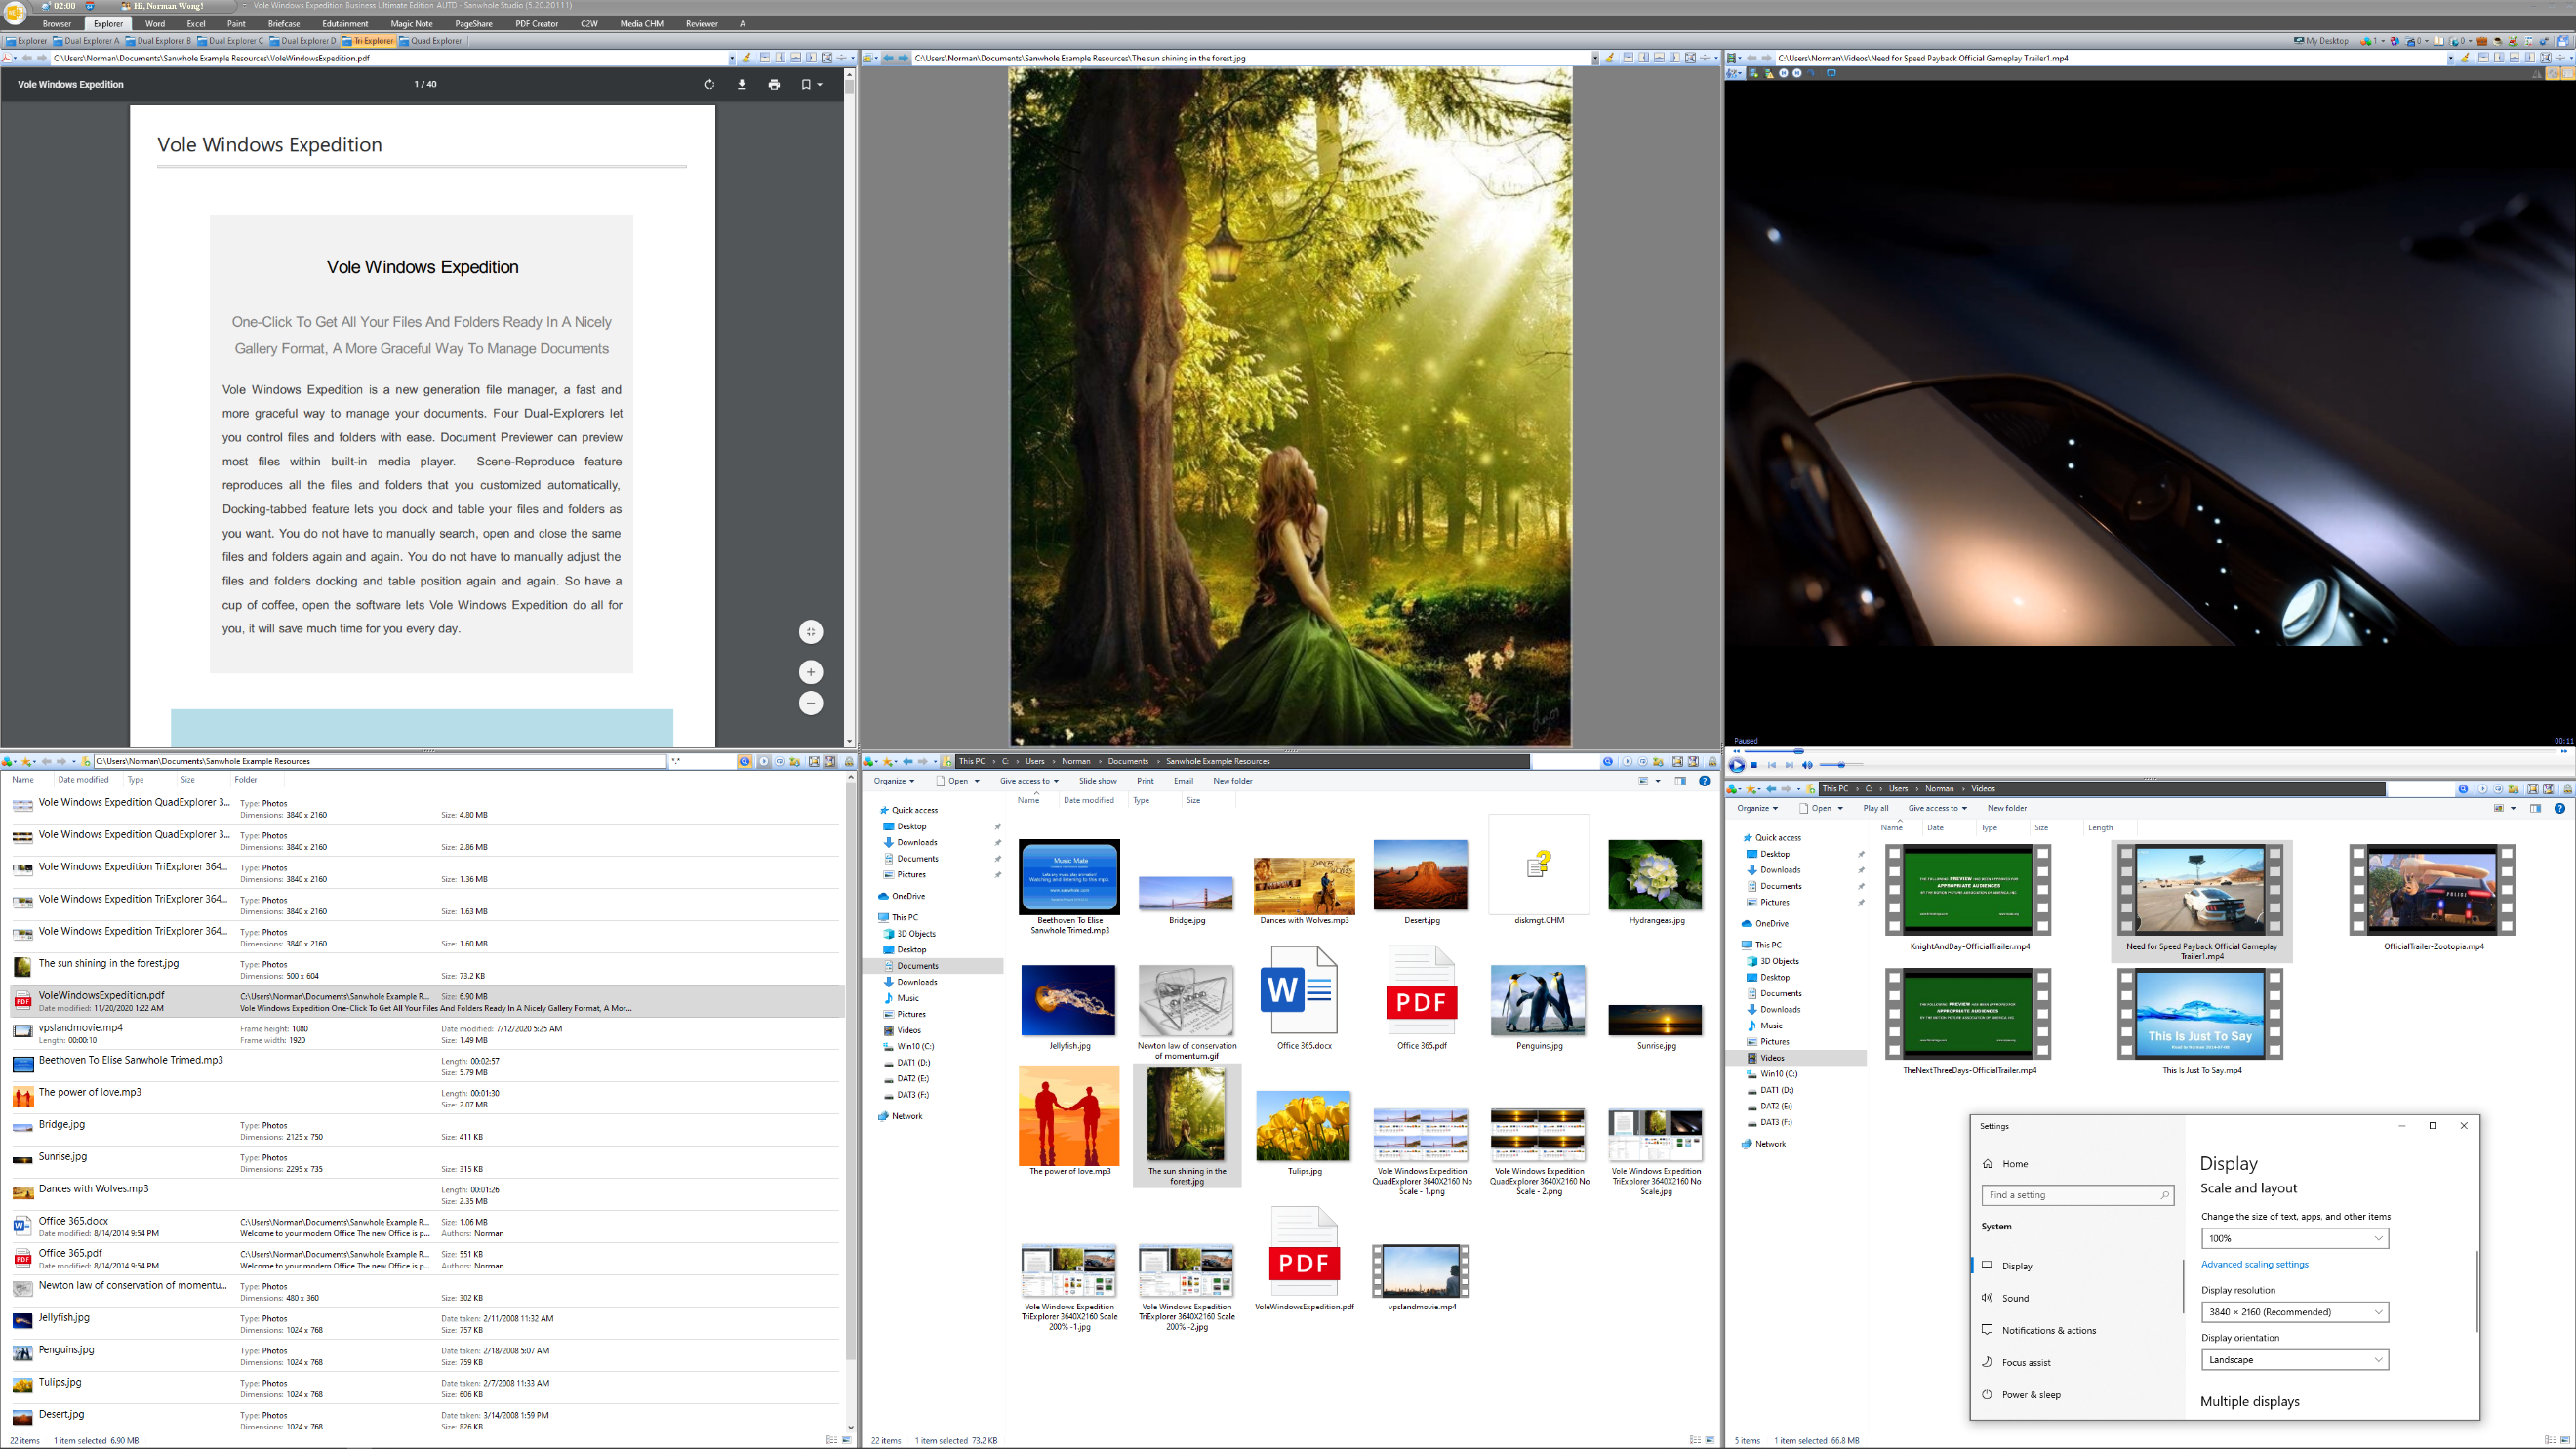 02:00 Hi, Norman Wong! Vole Windows Expedition Business Ultimate Edition AUTD - Sanwhole Studio (5.20.20111)
Browser Explorer Word Excel Paint Briefcase Edutainment Magic Note PageShare PDF Creator C2W Media CHM Reviewer A
Explorer Dual Explorer A Dual Explorer B Dual Explorer C Dual Explorer D Tri Explorer Quad Explorer
My Desktop
C:\Users\Norman\Documents\Sanwhole Example Resources\VoleWindowsExpedition.pdf
Vole Windows Expedition 1 / 40
Vole Windows Expedition
Vole Windows Expedition
One-Click To Get All Your Files And Folders Ready In A Nicely
Gallery Format, A More Graceful Way To Manage Documents
Vole Windows Expedition is a new generation file manager, a fast and
more graceful way to manage your documents. Four Dual-Explorers let
you control files and folders with ease. Document Previewer can preview
most files within built-in media player. Scene-Reproduce feature
reproduces all the files and folders that you customized automatically,
Docking-tabbed feature lets you dock and table your files and folders as
you want. You do not have to manually search, open and close the same
files and folders again and again. You do not have to manually adjust the
files and folders docking and table position again and again. So have a
cup of coffee, open the software lets Vole Windows Expedition do all for
you, it will save much time for you every day.
C:\Users\Norman\Documents\Sanwhole Example Resources\The sun shining in the forest.jpg
C:\Users\Norman\Videos\Need for Speed Payback Official Gameplay Trailer1.mp4
Paused 00:11
C:\Users\Norman\Documents\Sanwhole Example Resources *.*
Name Date modified Type Size Folder
Vole Windows Expedition QuadExplorer 3... Type: Photos
Dimensions: 3840 x 2160 Size: 4.80 MB
Vole Windows Expedition QuadExplorer 3... Type: Photos
Dimensions: 3840 x 2160 Size: 2.86 MB
Vole Windows Expedition TriExplorer 364... Type: Photos
Dimensions: 3840 x 2160 Size: 1.36 MB
Vole Windows Expedition TriExplorer 364... Type: Photos
Dimensions: 3840 x 2160 Size: 1.63 MB
Vole Windows Expedition TriExplorer 364... Type: Photos
Dimensions: 3840 x 2160 Size: 1.60 MB
The sun shining in the forest.jpg Type: Photos
Dimensions: 500 x 604 Size: 73.2 KB
VoleWindowsExpedition.pdf C:\Users\Norman\Documents\Sanwhole Example R... Size: 6.90 MB
Date modified: 11/20/2020 1:22 AM Vole Windows Expedition One-Click To Get All Your Files And Folders Ready In A Nicely Gallery Format, A Mor...
vpslandmovie.mp4 Frame height: 1080 Date modified: 7/12/2020 5:25 AM
Length: 00:00:10 Frame width: 1920 Size: 1.49 MB
Beethoven To Elise Sanwhole Trimed.mp3 Length: 00:02:57
Size: 5.79 MB
The power of love.mp3 Length: 00:01:30
Size: 2.07 MB
Bridge.jpg Type: Photos
Dimensions: 2125 x 750 Size: 411 KB
Sunrise.jpg Type: Photos
Dimensions: 2295 x 735 Size: 315 KB
Dances with Wolves.mp3 Length: 00:01:26
Size: 2.35 MB
Office 365.docx C:\Users\Norman\Documents\Sanwhole Example R... Size: 1.06 MB
Date modified: 8/14/2014 9:54 PM Welcome to your modern Office The new Office is p... Authors: Norman
Office 365.pdf C:\Users\Norman\Documents\Sanwhole Example R... Size: 551 KB
Date modified: 8/14/2014 9:54 PM Welcome to your modern Office The new Office is p... Authors: Norman
Newton law of conservation of momentu... Type: Photos
Dimensions: 480 x 360 Size: 302 KB
Jellyfish.jpg Type: Photos Date taken: 2/11/2008 11:32 AM
Dimensions: 1024 x 768 Size: 757 KB
Penguins.jpg Type: Photos Date taken: 2/18/2008 5:07 AM
Dimensions: 1024 x 768 Size: 759 KB
Tulips.jpg Type: Photos Date taken: 2/7/2008 11:33 AM
Dimensions: 1024 x 768 Size: 606 KB
Desert.jpg Type: Photos Date taken: 3/14/2008 1:59 PM
Dimensions: 1024 x 768 Size: 826 KB
22 items 1 item selected 6.90 MB
This PC C: Users Norman Documents Sanwhole Example Resources
Organize Open Give access to Slide show Print Email New folder
Name Date modified Type Size
Quick access
Desktop
Downloads
Documents
Pictures
OneDrive
This PC
3D Objects
Desktop
Documents
Downloads
Music
Pictures
Videos
Win10 (C:)
DAT1 (D:)
DAT2 (E:)
DAT3 (F:)
Network
Music Mate
www.sanwhole.com
Beethoven To Elise
Sanwhole Trimed.mp3
Bridge.jpg
DANCES WOLVES
Dances with Wolves.mp3
Desert.jpg
diskmgt.CHM
Hydrangeas.jpg
Jellyfish.jpg
Newton law of conservation
of momentum.gif
W
Office 365.docx
PDF
Office 365.pdf
Penguins.jpg
Sunrise.jpg
The power of love.mp3
The sun shining in the
forest.jpg
Tulips.jpg
Vole Windows Expedition
QuadExplorer 3640X2160 No
Scale - 1.png
Vole Windows Expedition
QuadExplorer 3640X2160 No
Scale - 2.png
Vole Windows Expedition
TriExplorer 3640X2160 No
Scale.jpg
Vole Windows Expedition
TriExplorer 3640X2160 Scale
200% -1.jpg
Vole Windows Expedition
TriExplorer 3640X2160 Scale
200% -2.jpg
PDF
VoleWindowsExpedition.pdf
vpslandmovie.mp4
22 items 1 item selected 73.2 KB
This PC C: Users Norman Videos
Organize Open Play all Give access to New folder
Name Date Type Size Length
Quick access
Desktop
Downloads
Documents
Pictures
OneDrive
This PC
3D Objects
Desktop
Documents
Downloads
Music
Pictures
Videos
Win10 (C:)
DAT1 (D:)
DAT2 (E:)
DAT3 (F:)
Network
KnightAndDay-OfficialTrailer.mp4
Need for Speed Payback Official Gameplay
Trailer1.mp4
OfficialTrailer-Zootopia.mp4
TheNextThreeDays-OfficialTrailer.mp4
This Is Just To Say
This Is Just To Say.mp4
Settings
Home
Find a setting
System
Display
Sound
Notifications & actions
Focus assist
Power & sleep
Display
Scale and layout
Change the size of text, apps, and other items
100%
Advanced scaling settings
Display resolution
3840 × 2160 (Recommended)
Display orientation
Landscape
Multiple displays
5 items 1 item selected 66.8 MB